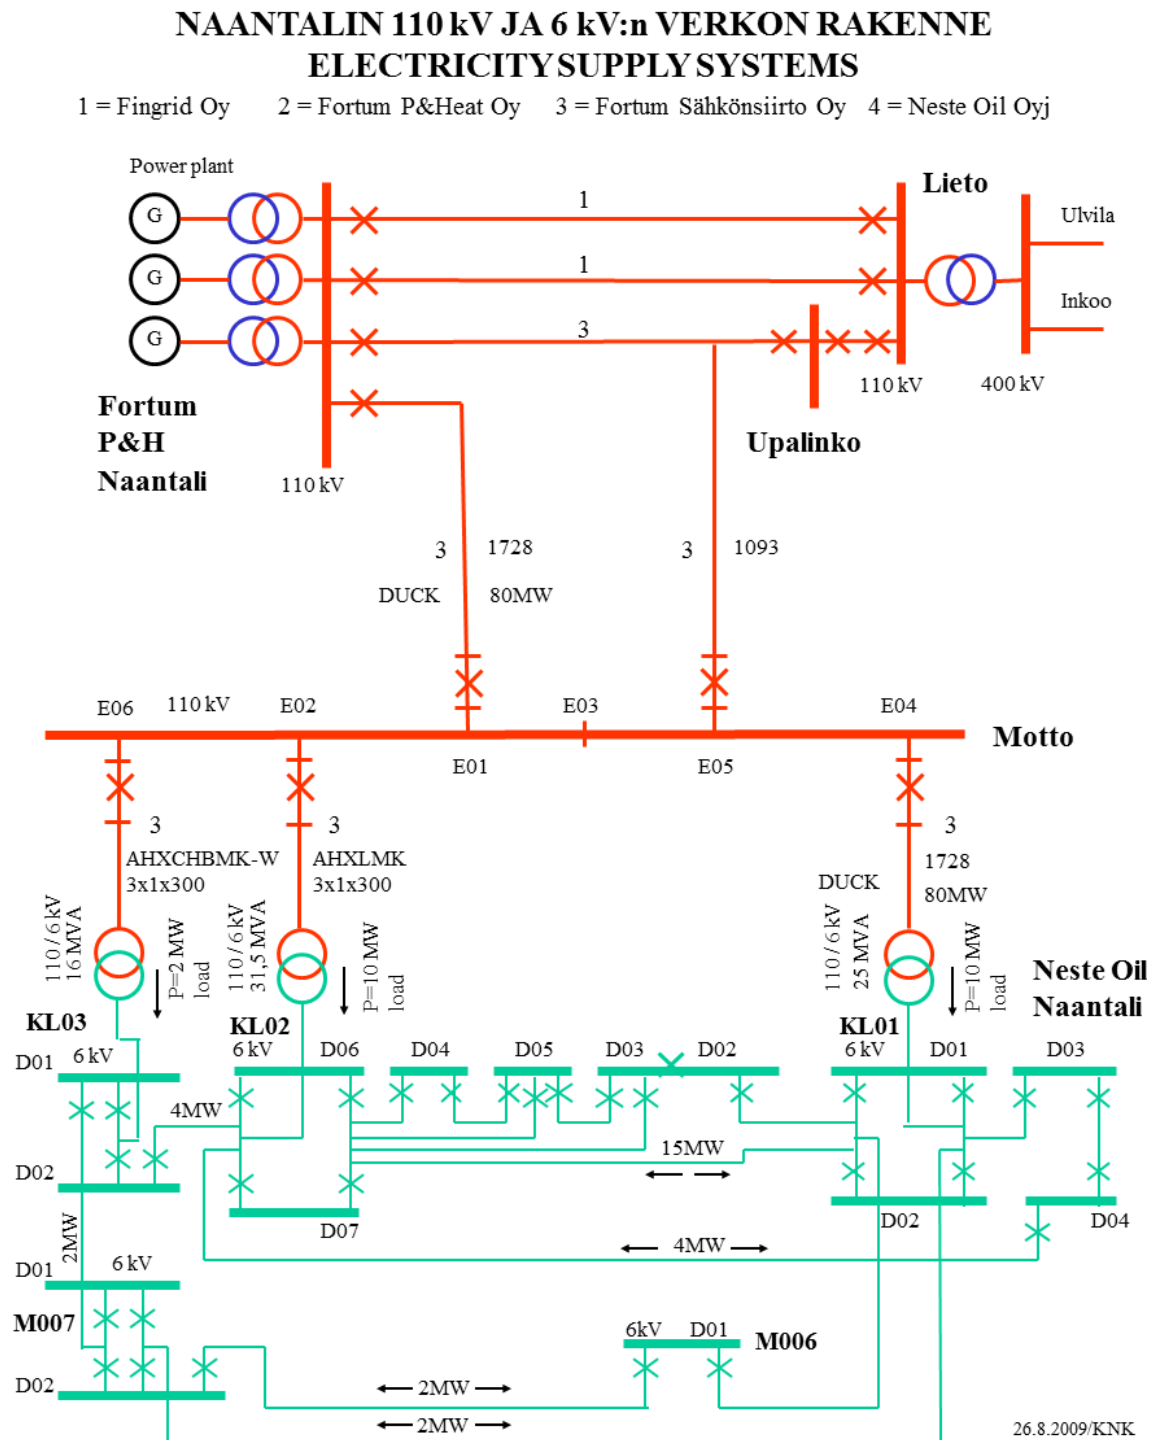 NAANTALIN 110 kV JA 6 kV:n VERKON RAKENNE
ELECTRICITY SUPPLY SYSTEMS
1 = Fingrid Oy 2 = Fortum P&Heat Oy 3 = Fortum Sähkönsiirto Oy 4 = Neste Oil Oyj
Power plant
Lieto
G
1
Ulvila
G
1
Inkoo
G
3
110 kV
400 kV
Fortum
P&H
Naantali
Upalinko
110 kV
3 1728
3 1093
DUCK 80MW
E06
110 kV
E02
E03
E04
Motto
E01
E05
3
3
3
AHXCHBMK-W
3x1x300
AHXLMK
3x1x300
1728
DUCK
80MW
110 / 6 kV
16 MVA
P=2 MW
load
110 / 6 kV
31,5 MVA
P=10 MW
load
110 / 6 kV
25 MVA
P=10 MW
load
Neste Oil
Naantali
KL03
KL02
KL01
D01
6 kV
6 kV
D06
D04
D05
D03
D02
6 kV
D01
D03
4MW
15MW
D02
D07
D02
D04
2MW
4MW
D01
6 kV
M007
6kV
D01
M006
D02
2MW
2MW
26.8.2009/KNK